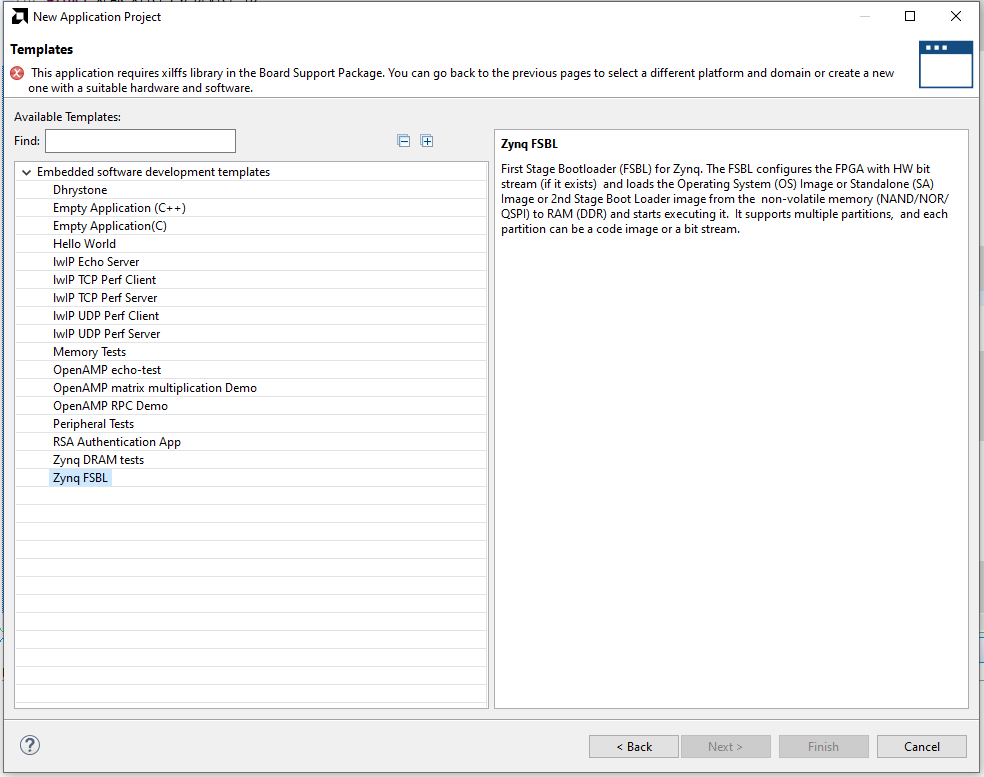 New Application Project
Templates
This application requires xilffs library in the Board Support Package. You can go back to the previous pages to select a different platform and domain or create a new
one with a suitable hardware and software.
Available Templates:
Find:
Embedded software development templates
Dhrystone
Empty Application (C++)
Empty Application(C)
Hello World
lwIP Echo Server
lwIP TCP Perf Client
lwIP TCP Perf Server
lwIP UDP Perf Client
lwIP UDP Perf Server
Memory Tests
OpenAMP echo-test
OpenAMP matrix multiplication Demo
OpenAMP RPC Demo
Peripheral Tests
RSA Authentication App
Zynq DRAM tests
Zynq FSBL
Zynq FSBL
First Stage Bootloader (FSBL) for Zynq. The FSBL configures the FPGA with HW bit
stream (if it exists)  and loads the Operating System (OS) Image or Standalone (SA)
Image or 2nd Stage Boot Loader image from the  non-volatile memory (NAND/NOR/
QSPI) to RAM (DDR) and starts executing it.  It supports multiple partitions,  and each
partition can be a code image or a bit stream.
?
< Back
Next >
Finish
Cancel